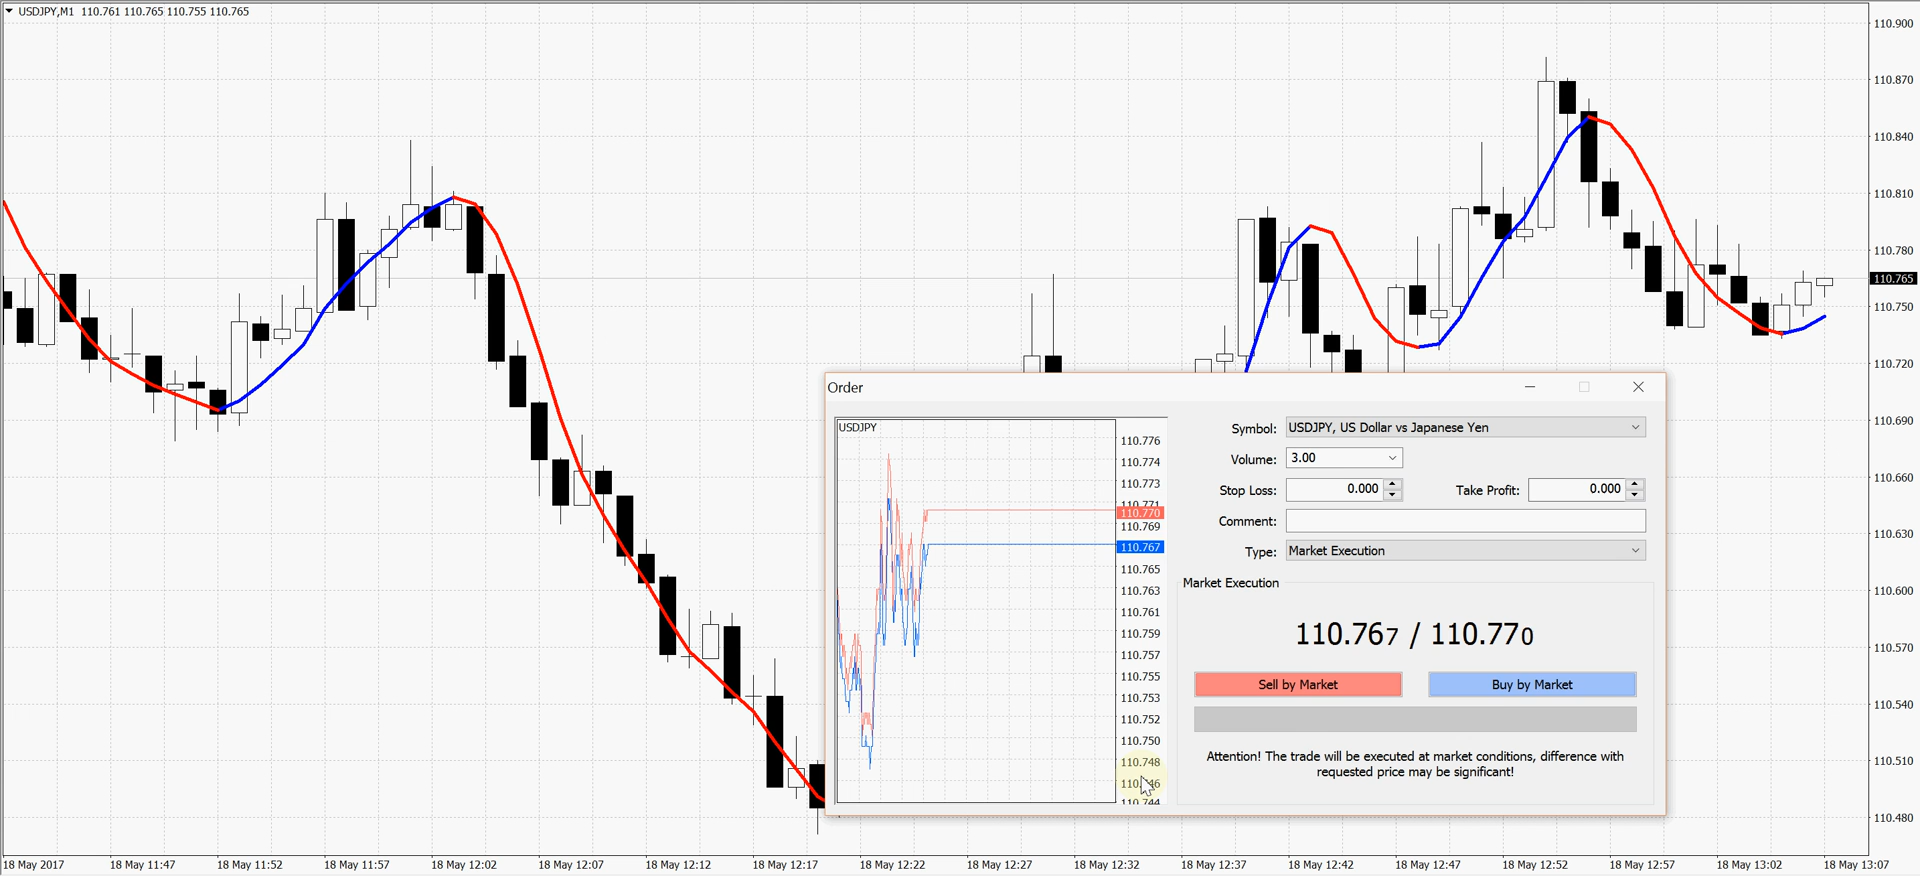 USDJPY,M1 110.761 110.765 110.755 110.765
110.900
110.870
110.840
110.810
110.780
110.765
110.750
110.720
110.690
110.660
110.630
110.600
110.570
110.540
110.510
110.480
Order
USDJPY
110.776
110.774
110.773
110.771
110.770
110.769
110.767
110.765
110.763
110.761
110.759
110.757
110.755
110.753
110.752
110.750
110.748
110.744
Symbol: USDJPY, US Dollar vs Japanese Yen
Volume: 3.00
Stop Loss: 0.000 Take Profit: 0.000
Comment:
Type: Market Execution
Market Execution
110.767 / 110.770
Sell by Market Buy by Market
Attention! The trade will be executed at market conditions, difference with
requested price may be significant!
18 May 2017 18 May 11:47 18 May 11:52 18 May 11:57 18 May 12:02 18 May 12:07 18 May 12:12 18 May 12:17 18 May 12:22 18 May 12:27 18 May 12:32 18 May 12:37 18 May 12:42 18 May 12:47 18 May 12:52 18 May 12:57 18 May 13:02 18 May 13:07